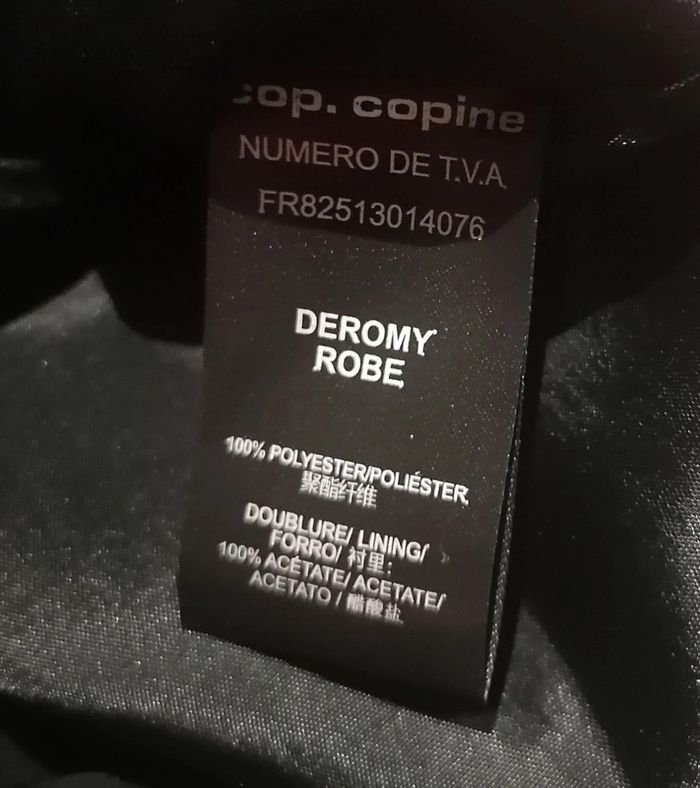 cop. copine
NUMERO DE T.V.A
FR82513014076
DEROMY
ROBE
100% POLYESTER/POLIÉSTER
聚酯纤维
DOUBLURE/ LINING/
FORRO/ 衬里:
100% ACÉTATE/ ACETATE/
ACETATO / 醋酸盐